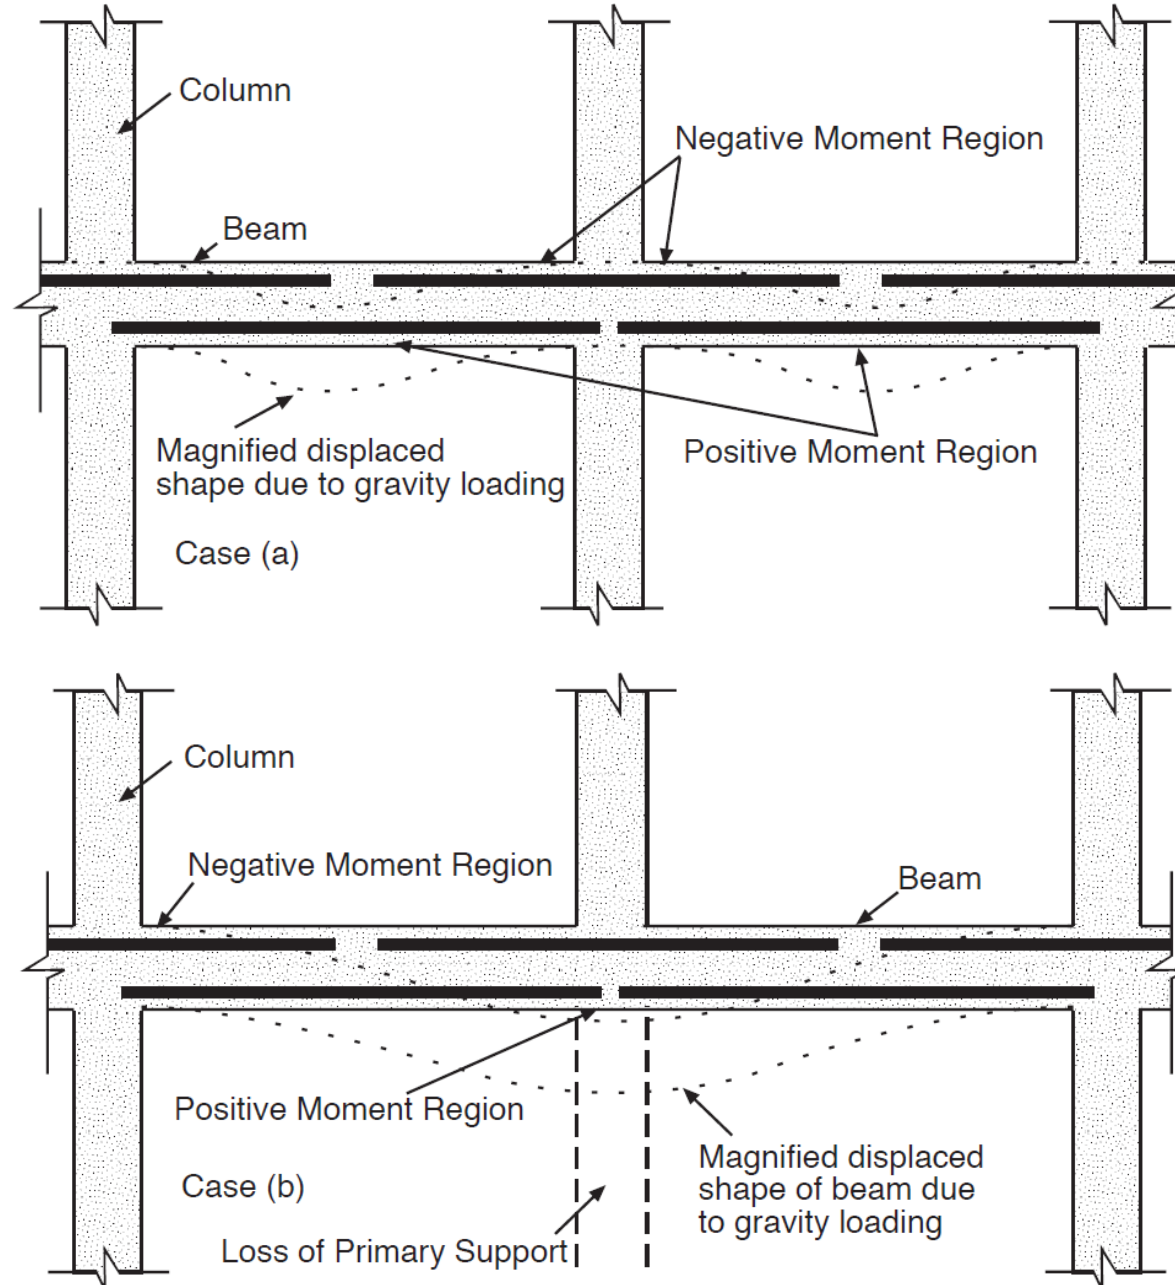 Column
Negative Moment Region
Beam
Magnified displaced
shape due to gravity loading
Positive Moment Region
Case (a)
Column
Negative Moment Region
Beam
Positive Moment Region
Magnified displaced
shape of beam due
to gravity loading
Case (b)
Loss of Primary Support